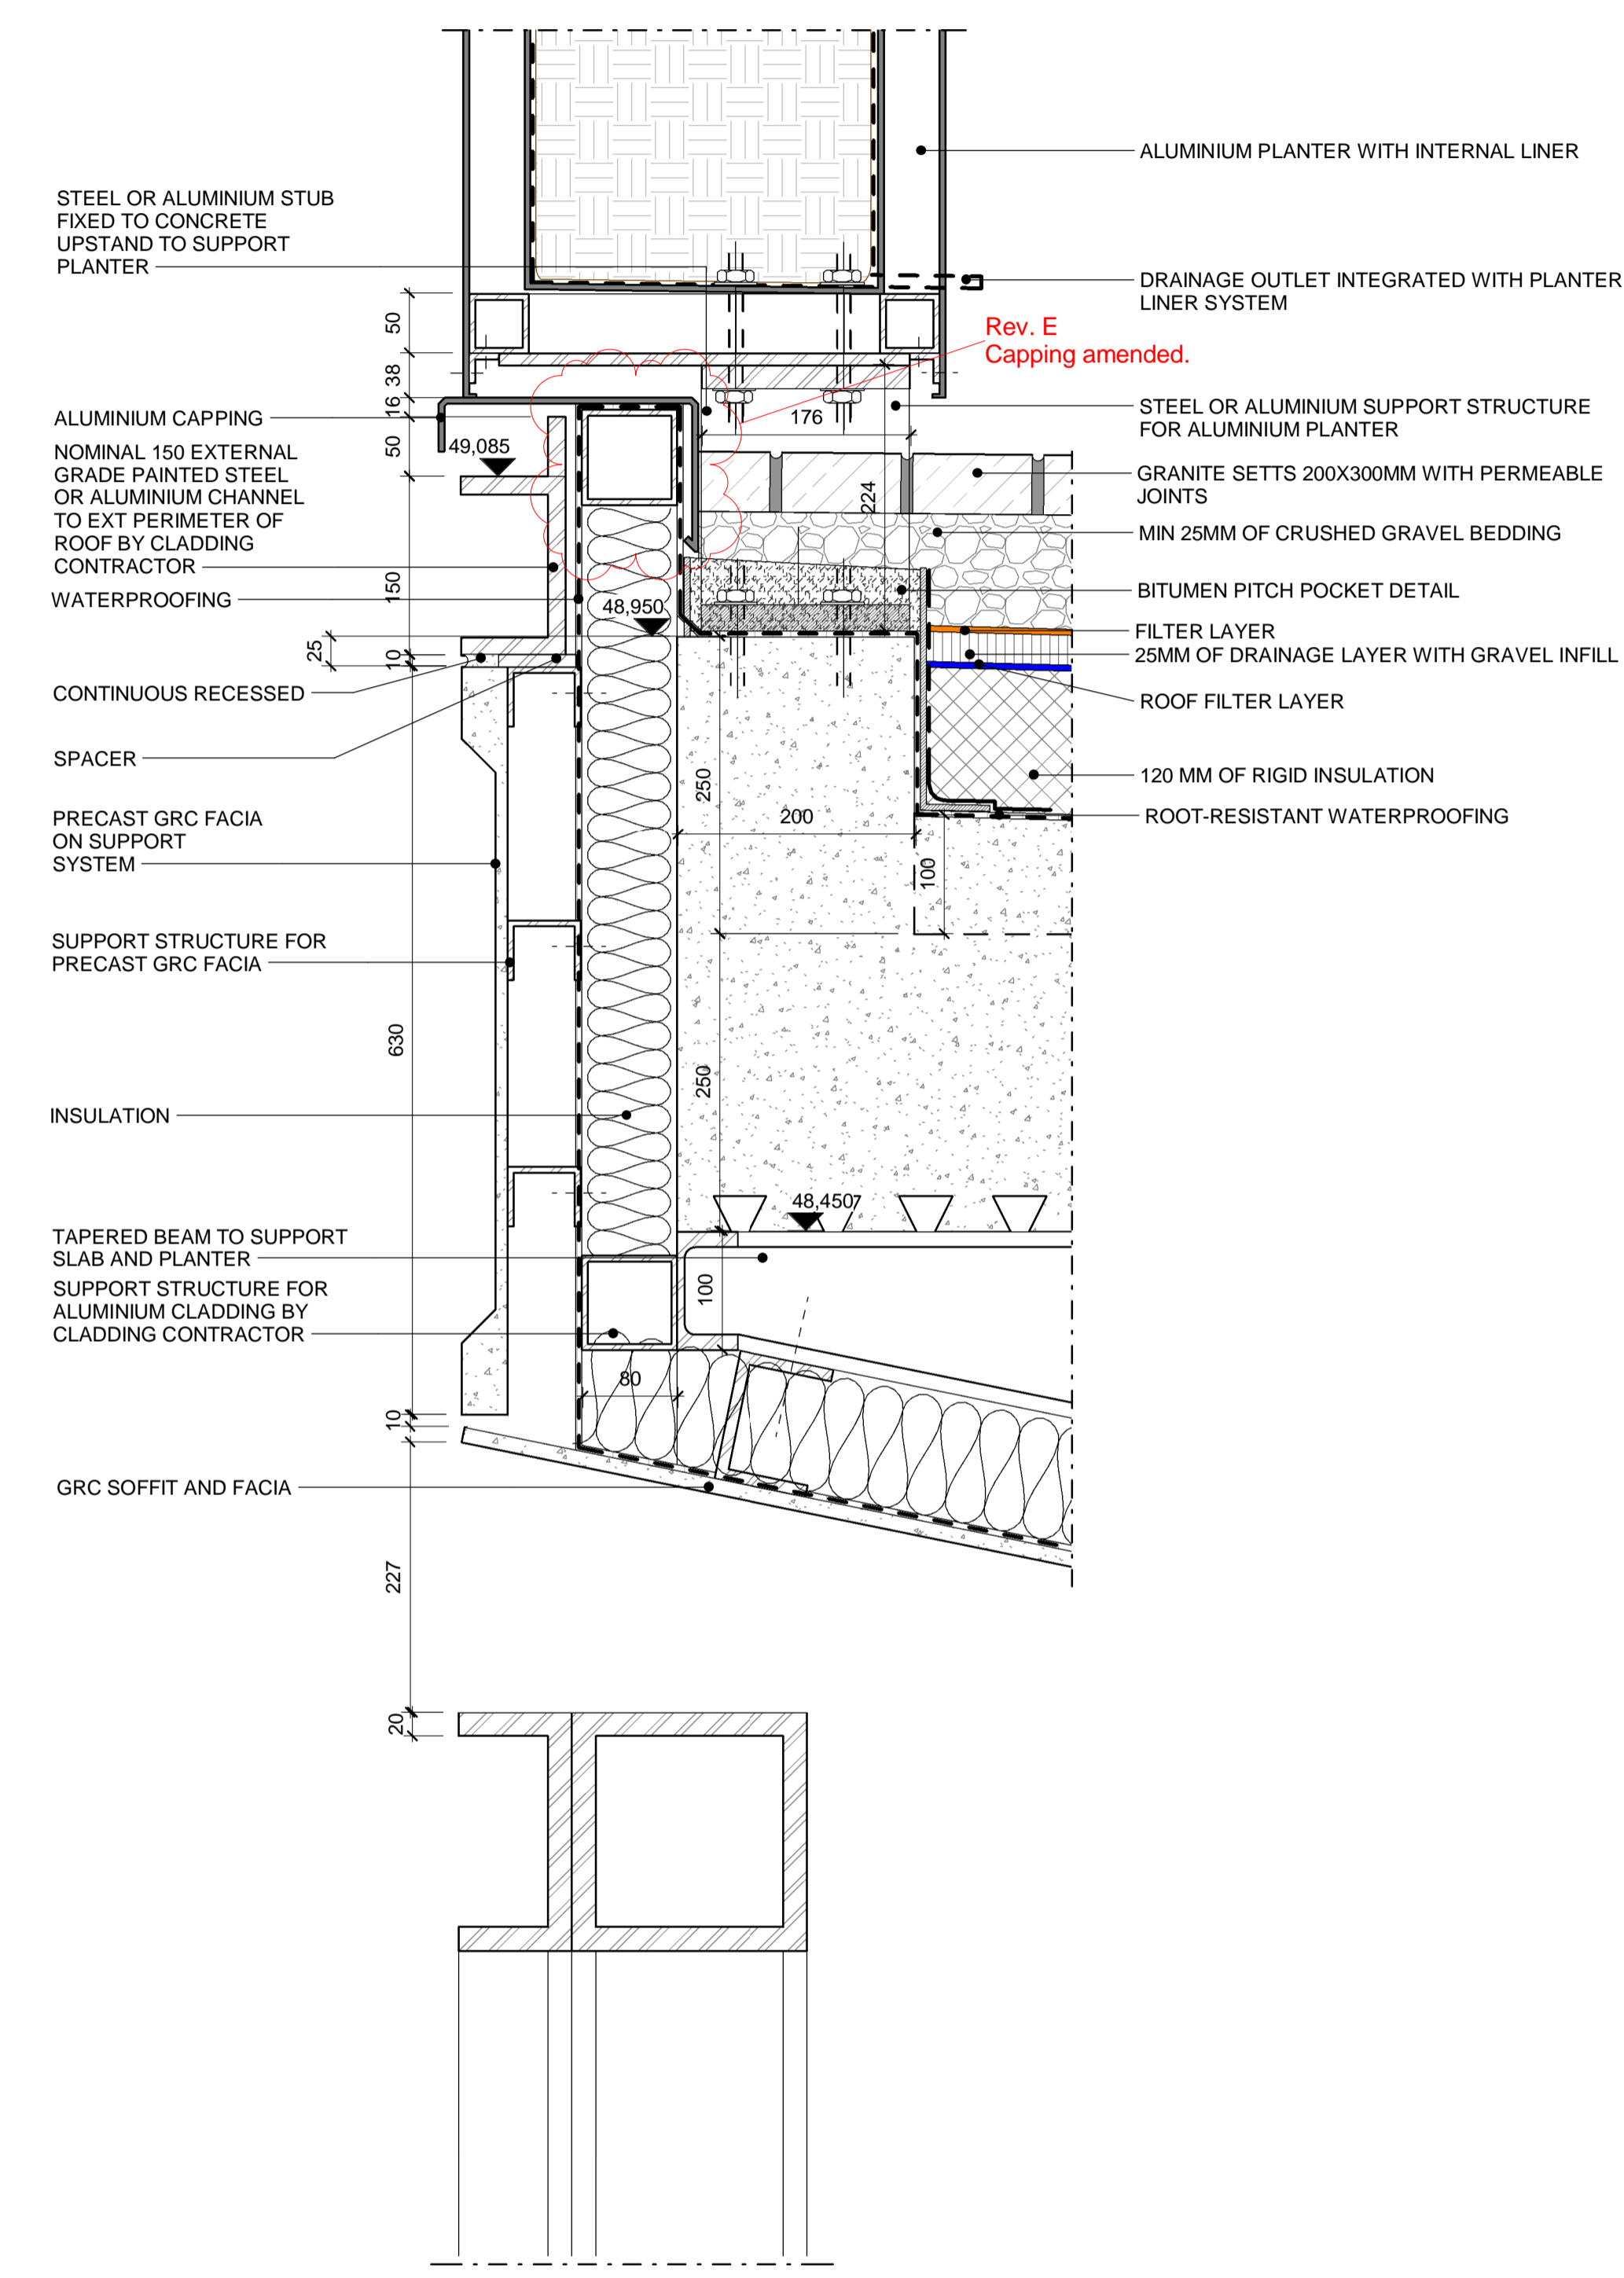 STEEL OR ALUMINIUM STUB
FIXED TO CONCRETE
UPSTAND TO SUPPORT
PLANTER
50
38
16
ALUMINIUM CAPPING
50
49,085
NOMINAL 150 EXTERNAL
GRADE PAINTED STEEL
OR ALUMINIUM CHANNEL
TO EXT PERIMETER OF
ROOF BY CLADDING
CONTRACTOR
WATERPROOFING
150
48,950
25
10
CONTINUOUS RECESSED
SPACER
PRECAST GRC FACIA
ON SUPPORT
SYSTEM
SUPPORT STRUCTURE FOR
PRECAST GRC FACIA
630
INSULATION
TAPERED BEAM TO SUPPORT
SLAB AND PLANTER
SUPPORT STRUCTURE FOR
ALUMINIUM CLADDING BY
CLADDING CONTRACTOR
10
GRC SOFFIT AND FACIA
227
20
176
224
250
200
100
250
48,450
100
80
ALUMINIUM PLANTER WITH INTERNAL LINER
DRAINAGE OUTLET INTEGRATED WITH PLANTER
LINER SYSTEM
Rev. E
Capping amended.
STEEL OR ALUMINIUM SUPPORT STRUCTURE
FOR ALUMINIUM PLANTER
GRANITE SETTS 200X300MM WITH PERMEABLE
JOINTS
MIN 25MM OF CRUSHED GRAVEL BEDDING
BITUMEN PITCH POCKET DETAIL
FILTER LAYER
25MM OF DRAINAGE LAYER WITH GRAVEL INFILL
ROOF FILTER LAYER
120 MM OF RIGID INSULATION
ROOT-RESISTANT WATERPROOFING